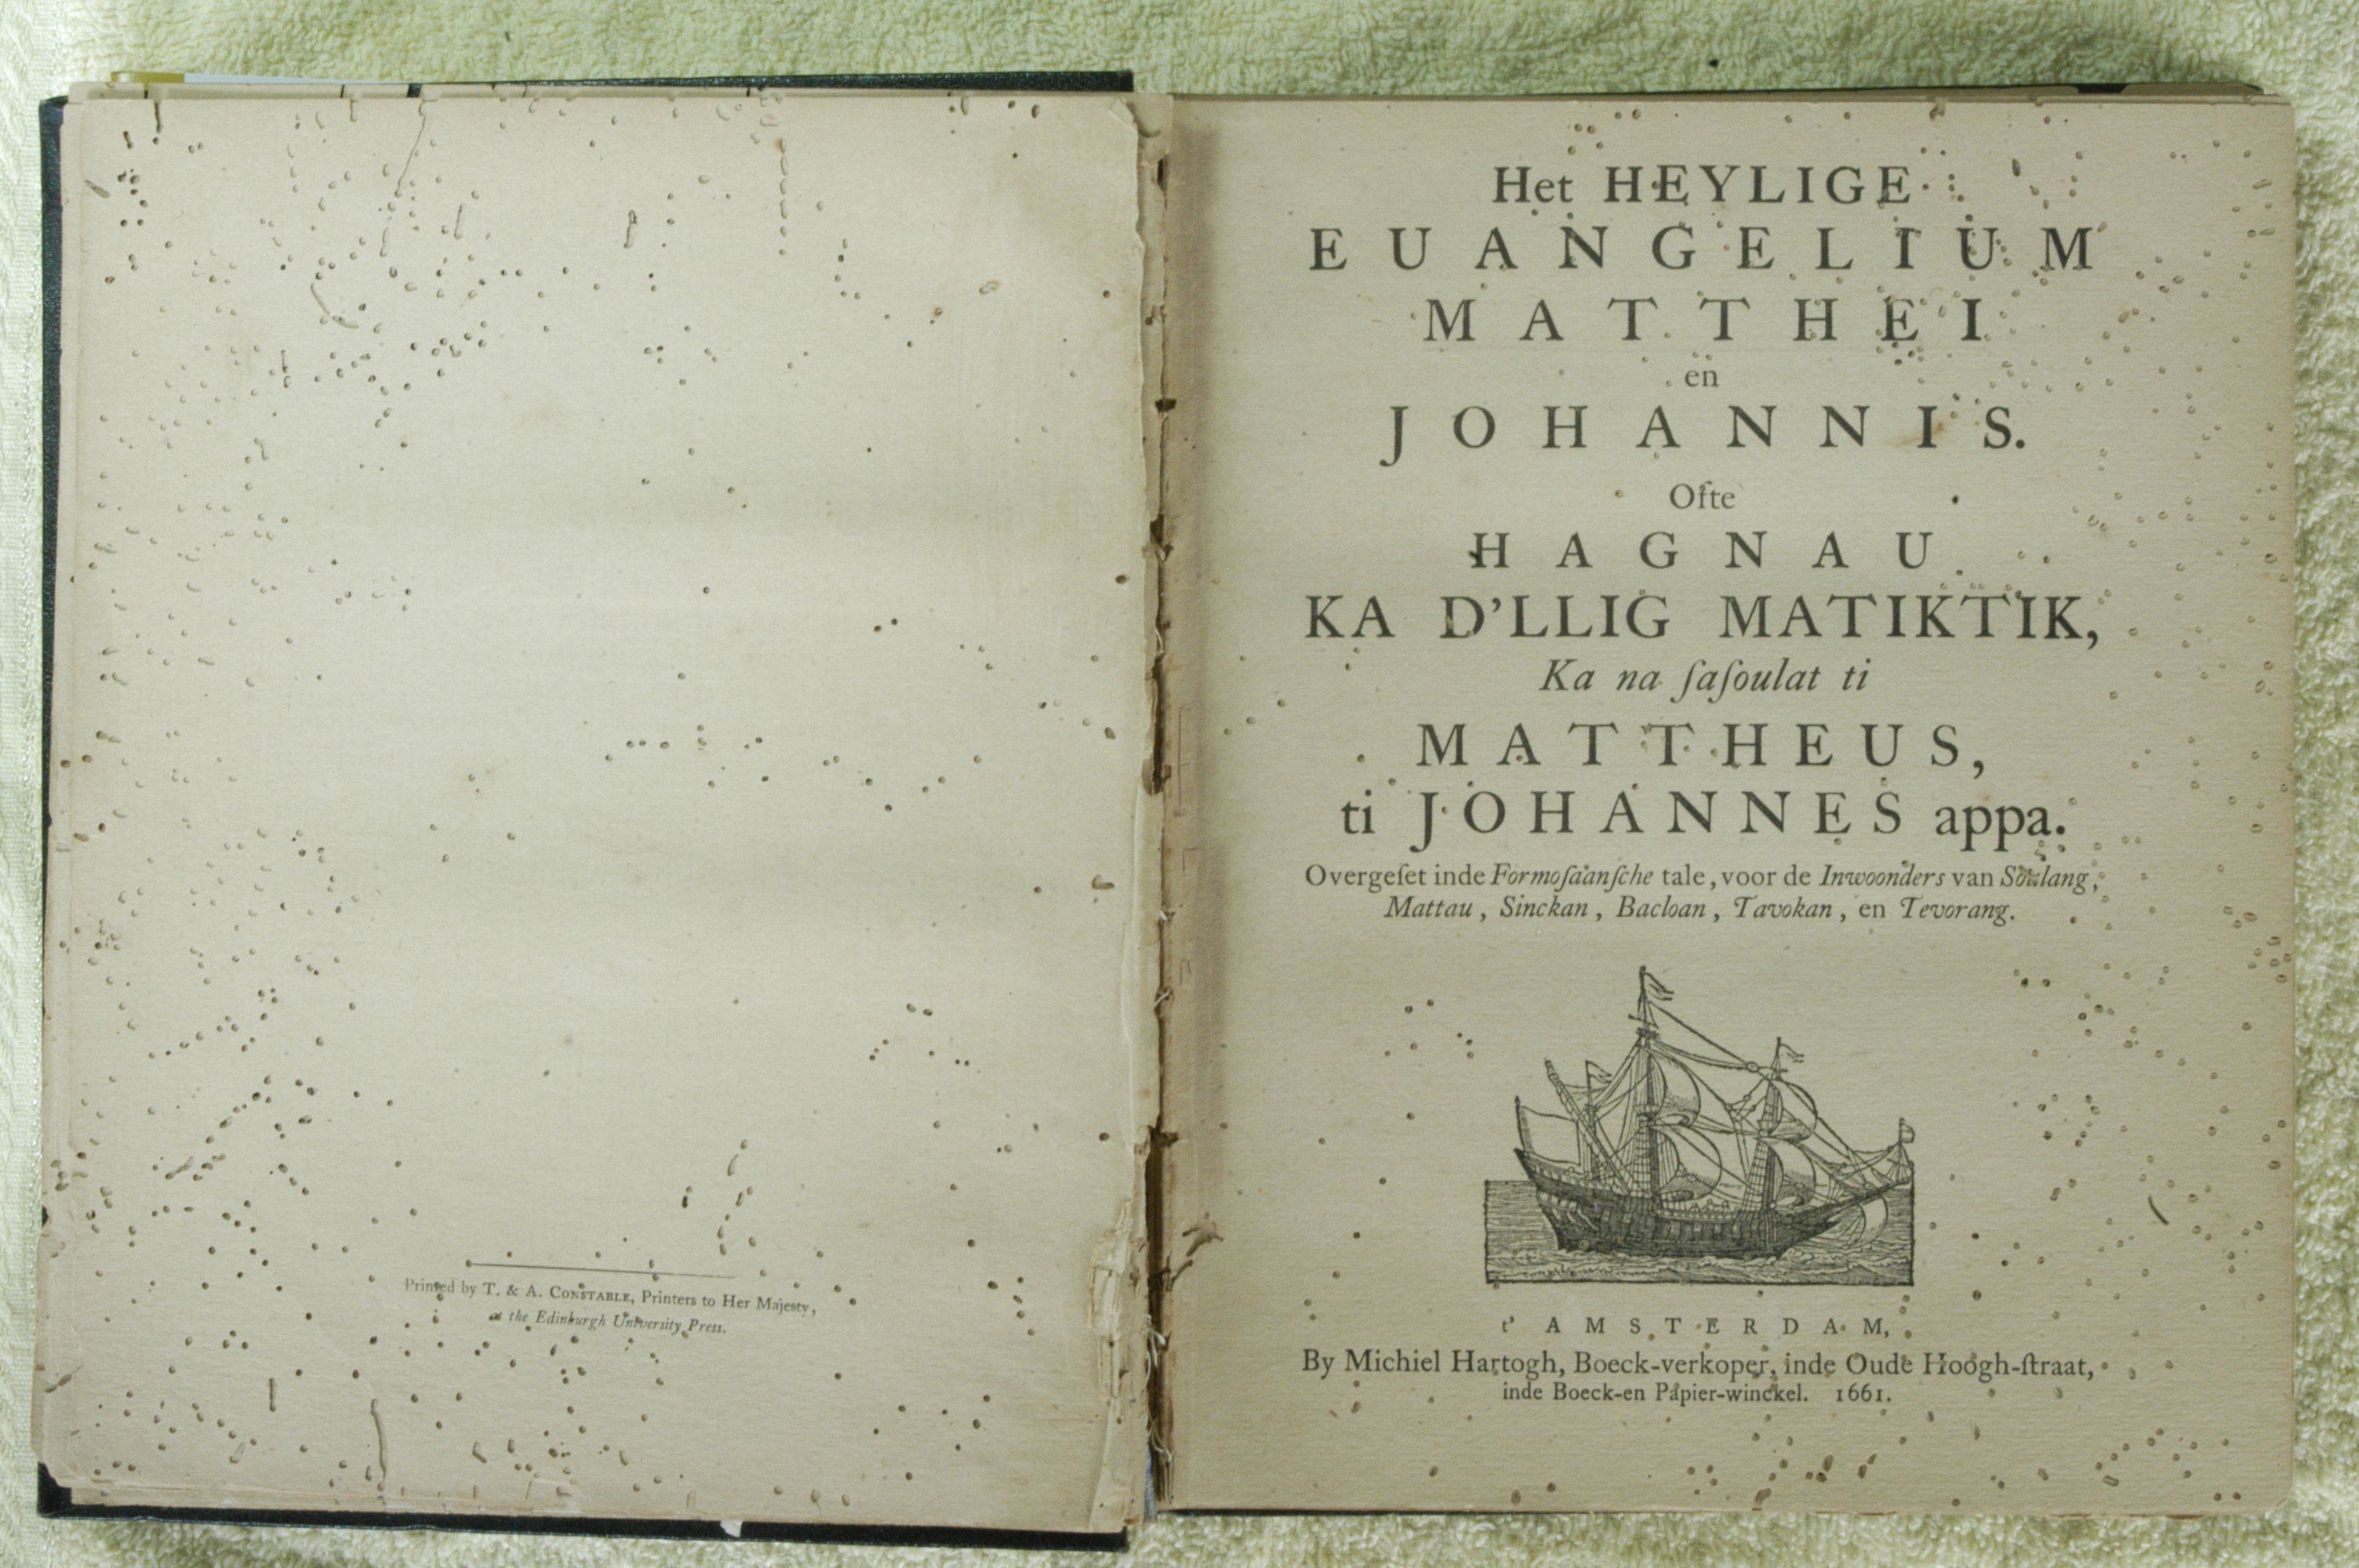 Printed by T. & A. CONSTABLE, Printers to Her Majesty,
at the Edinburgh University Press.
Het HEYLIGE
EUANGELIUM
MATTHEI
en
JOHANNIS.
Ofte
HAGNAU
KA D'LLIG MATIKTIK,
Ka na ſaſoulat ti
MATTHEUS,
ti JOHANNES appa.
Overgeſet inde Formoſaanſche tale, voor de Inwoonders van Soulang,
Mattau, Sinckan, Bacloan, Tavokan, en Tevorang.
t' AMSTERDAM,
By Michiel Hartogh, Boeck-verkoper, inde Oude Hoogh-ſtraat,
inde Boeck-en Papier-winckel. 1661.